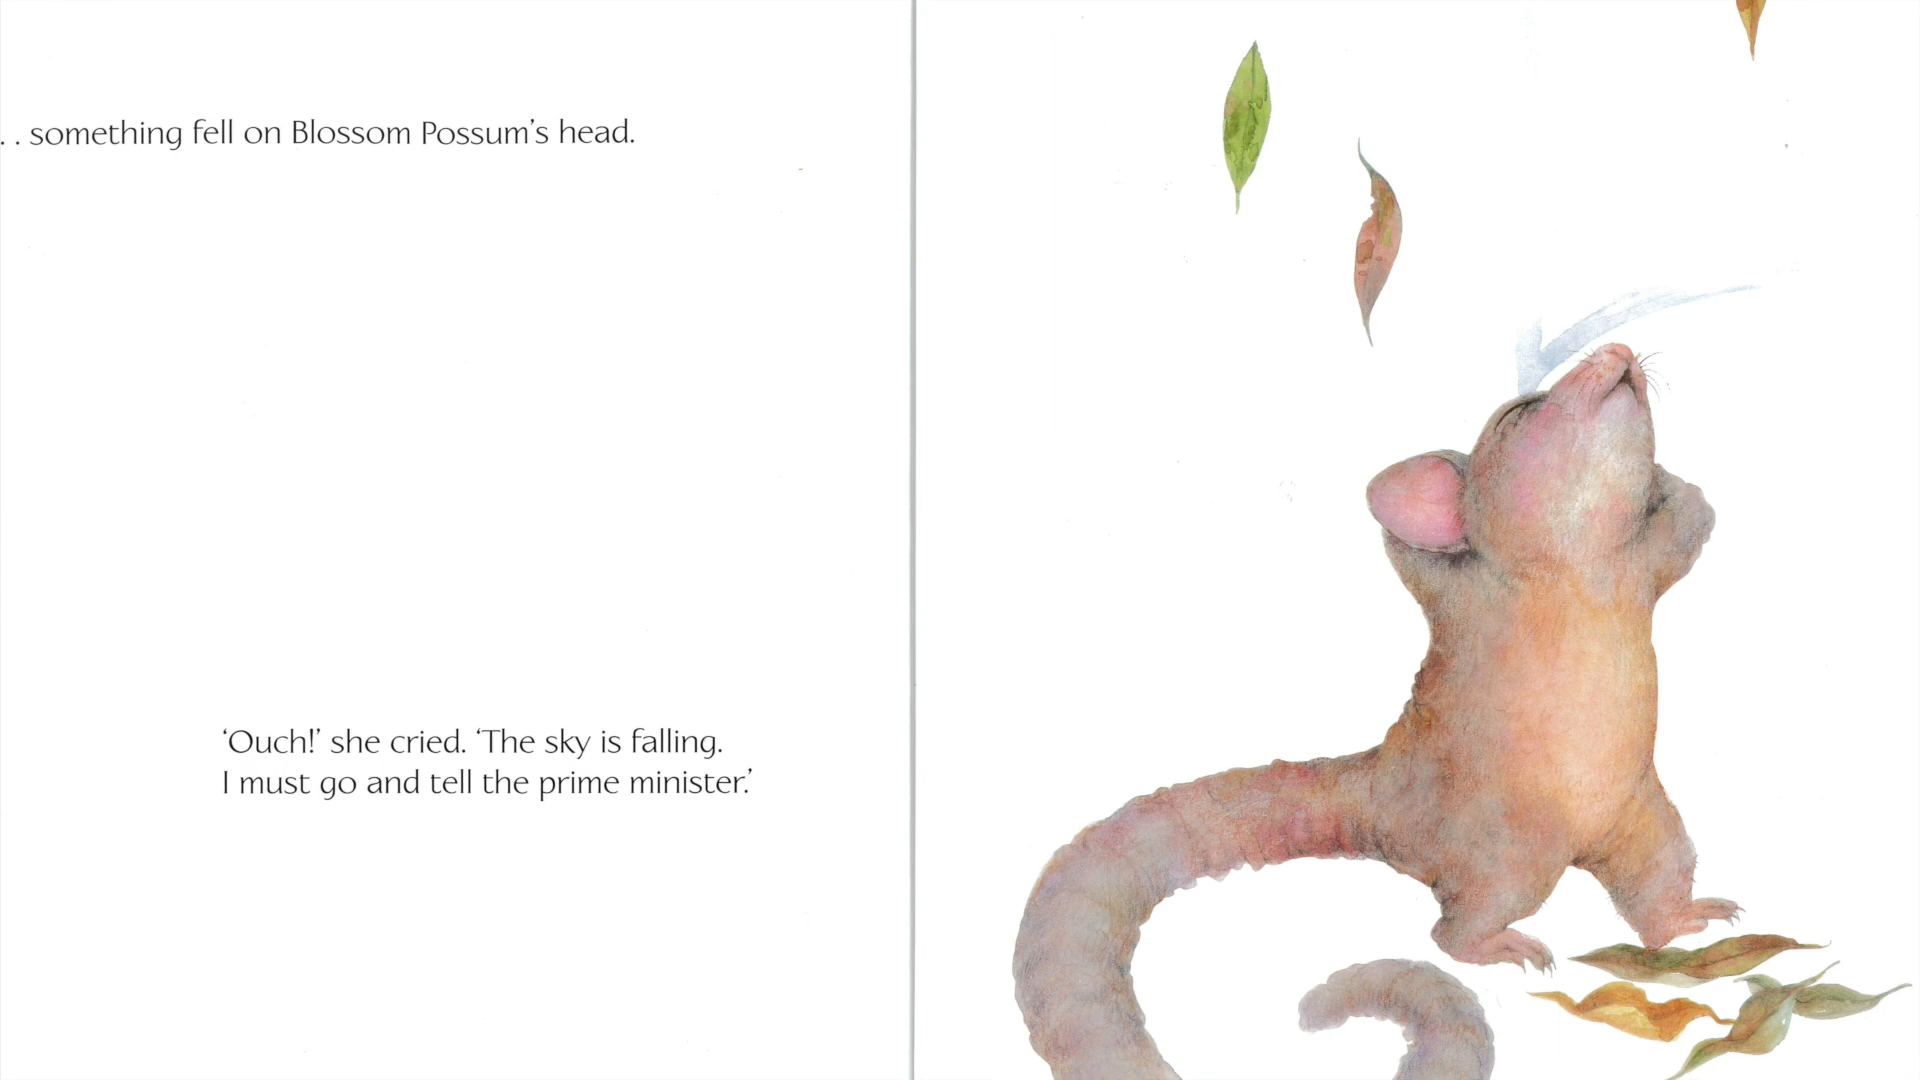 . . something fell on Blossom Possum’s head.
‘Ouch!’ she cried. ‘The sky is falling.
I must go and tell the prime minister.’